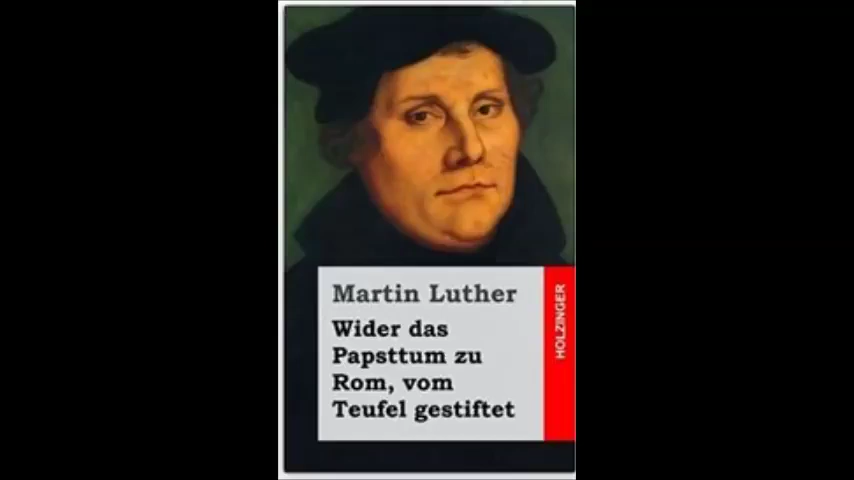 Martin Luther
Wider das
Papsttum zu
Rom, vom
Teufel gestiftet
HOLZINGER